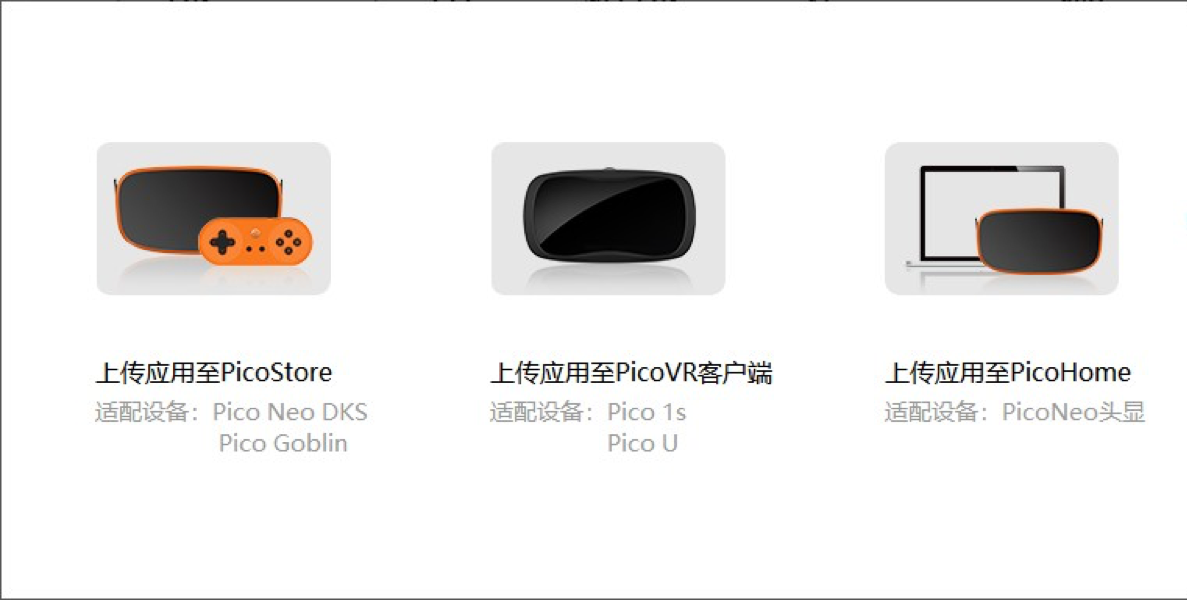 上传应用至PicoStore
适配设备：Pico Neo DKS
Pico Goblin
上传应用至PicoVR客户端
适配设备：Pico 1s
Pico U
上传应用至PicoHome
适配设备：PicoNeo头显